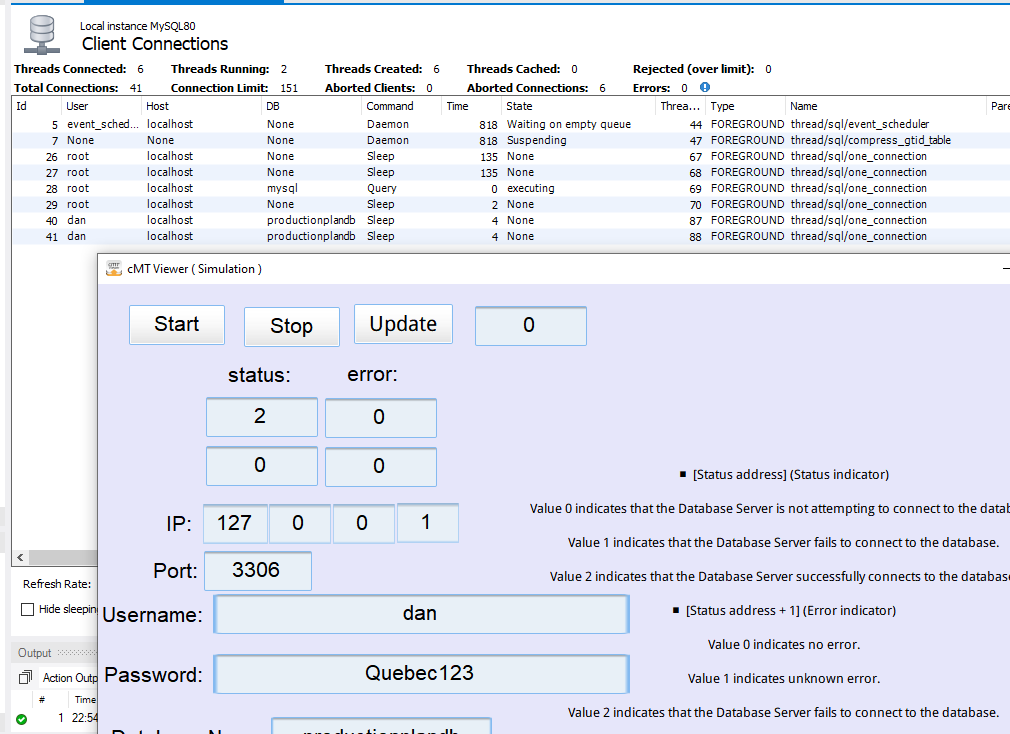 Local instance MySQL80
Client Connections
Threads Connected: 6 Threads Running: 2 Threads Created: 6 Threads Cached: 0 Rejected (over limit): 0
Total Connections: 41 Connection Limit: 151 Aborted Clients: 0 Aborted Connections: 6 Errors: 0
Id User Host DB Command Time State Threa... Type Name Pare
5 event_sched... localhost None Daemon 818 Waiting on empty queue 44 FOREGROUND thread/sql/event_scheduler
7 None None None Daemon 818 Suspending 47 FOREGROUND thread/sql/compress_gtid_table
26 root localhost None Sleep 135 None 67 FOREGROUND thread/sql/one_connection
27 root localhost None Sleep 135 None 68 FOREGROUND thread/sql/one_connection
28 root localhost mysql Query 0 executing 69 FOREGROUND thread/sql/one_connection
29 root localhost None Sleep 2 None 70 FOREGROUND thread/sql/one_connection
40 dan localhost productionplandb Sleep 4 None 87 FOREGROUND thread/sql/one_connection
41 dan localhost productionplandb Sleep 4 None 88 FOREGROUND thread/sql/one_connection
cMT Viewer ( Simulation )
Start Stop Update 0
status: error:
2 0
0 0
▪ [Status address] (Status indicator)
Value 0 indicates that the Database Server is not attempting to connect to the datab
IP: 127 0 0 1
Value 1 indicates that the Database Server fails to connect to the database.
Port: 3306
Value 2 indicates that the Database Server successfully connects to the database
Refresh Rate:
Hide sleepin
Username: dan
▪ [Status address + 1] (Error indicator)
Value 0 indicates no error.
Output
Password: Quebec123
Action Outp
Value 1 indicates unknown error.
# Time
1 22:54
Value 2 indicates that the Database Server fails to connect to the database.
productionplandb